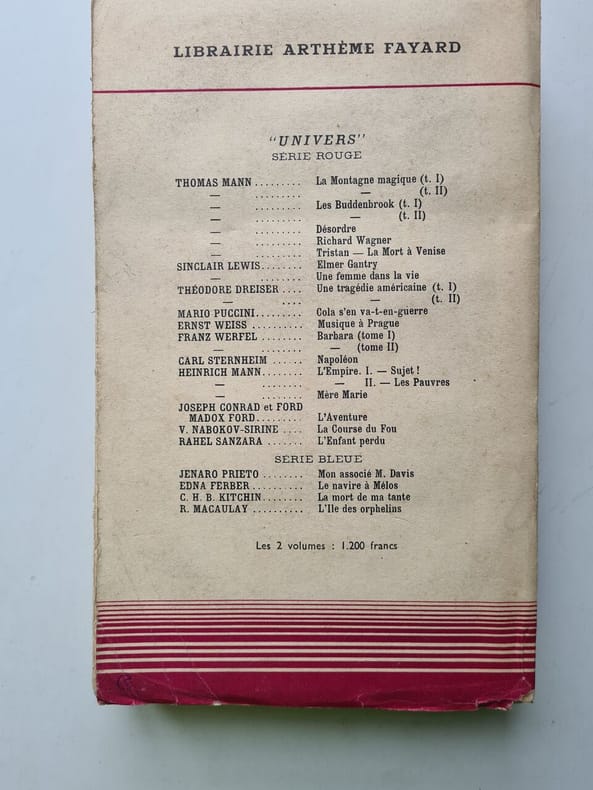 LIBRAIRIE ARTHÈME FAYARD
"UNIVERS"
SÉRIE ROUGE
THOMAS MANN ......... La Montagne magique (t. I)
— ......... — (t. II)
— ......... Les Buddenbrook (t. I)
— ......... — (t. II)
— ......... Désordre
— ......... Richard Wagner
— ......... Tristan — La Mort à Venise
SINCLAIR LEWIS........ Elmer Gantry
— ........ Une femme dans la vie
THÉODORE DREISER .... Une tragédie américaine (t. I)
— .... — (t. II)
MARIO PUCCINI......... Cola s'en va-t-en-guerre
ERNST WEISS .......... Musique à Prague
FRANZ WERFEL ........ Barbara (tome I)
— ........ — (tome II)
CARL STERNHEIM ...... Napoléon
HEINRICH MANN........ L'Empire. I. — Sujet !
— ........ — II. — Les Pauvres
— ........ Mère Marie
JOSEPH CONRAD et FORD
MADOX FORD........ L'Aventure
V. NABOKOV-SIRINE .... La Course du Fou
RAHEL SANZARA ....... L'Enfant perdu
SÉRIE BLEUE
JENARO PRIETO ........ Mon associé M. Davis
EDNA FERBER.......... Le navire à Mélos
C. H. B. KITCHIN........ La mort de ma tante
R. MACAULAY .......... L'Ile des orphelins
Les 2 volumes : 1.200 francs